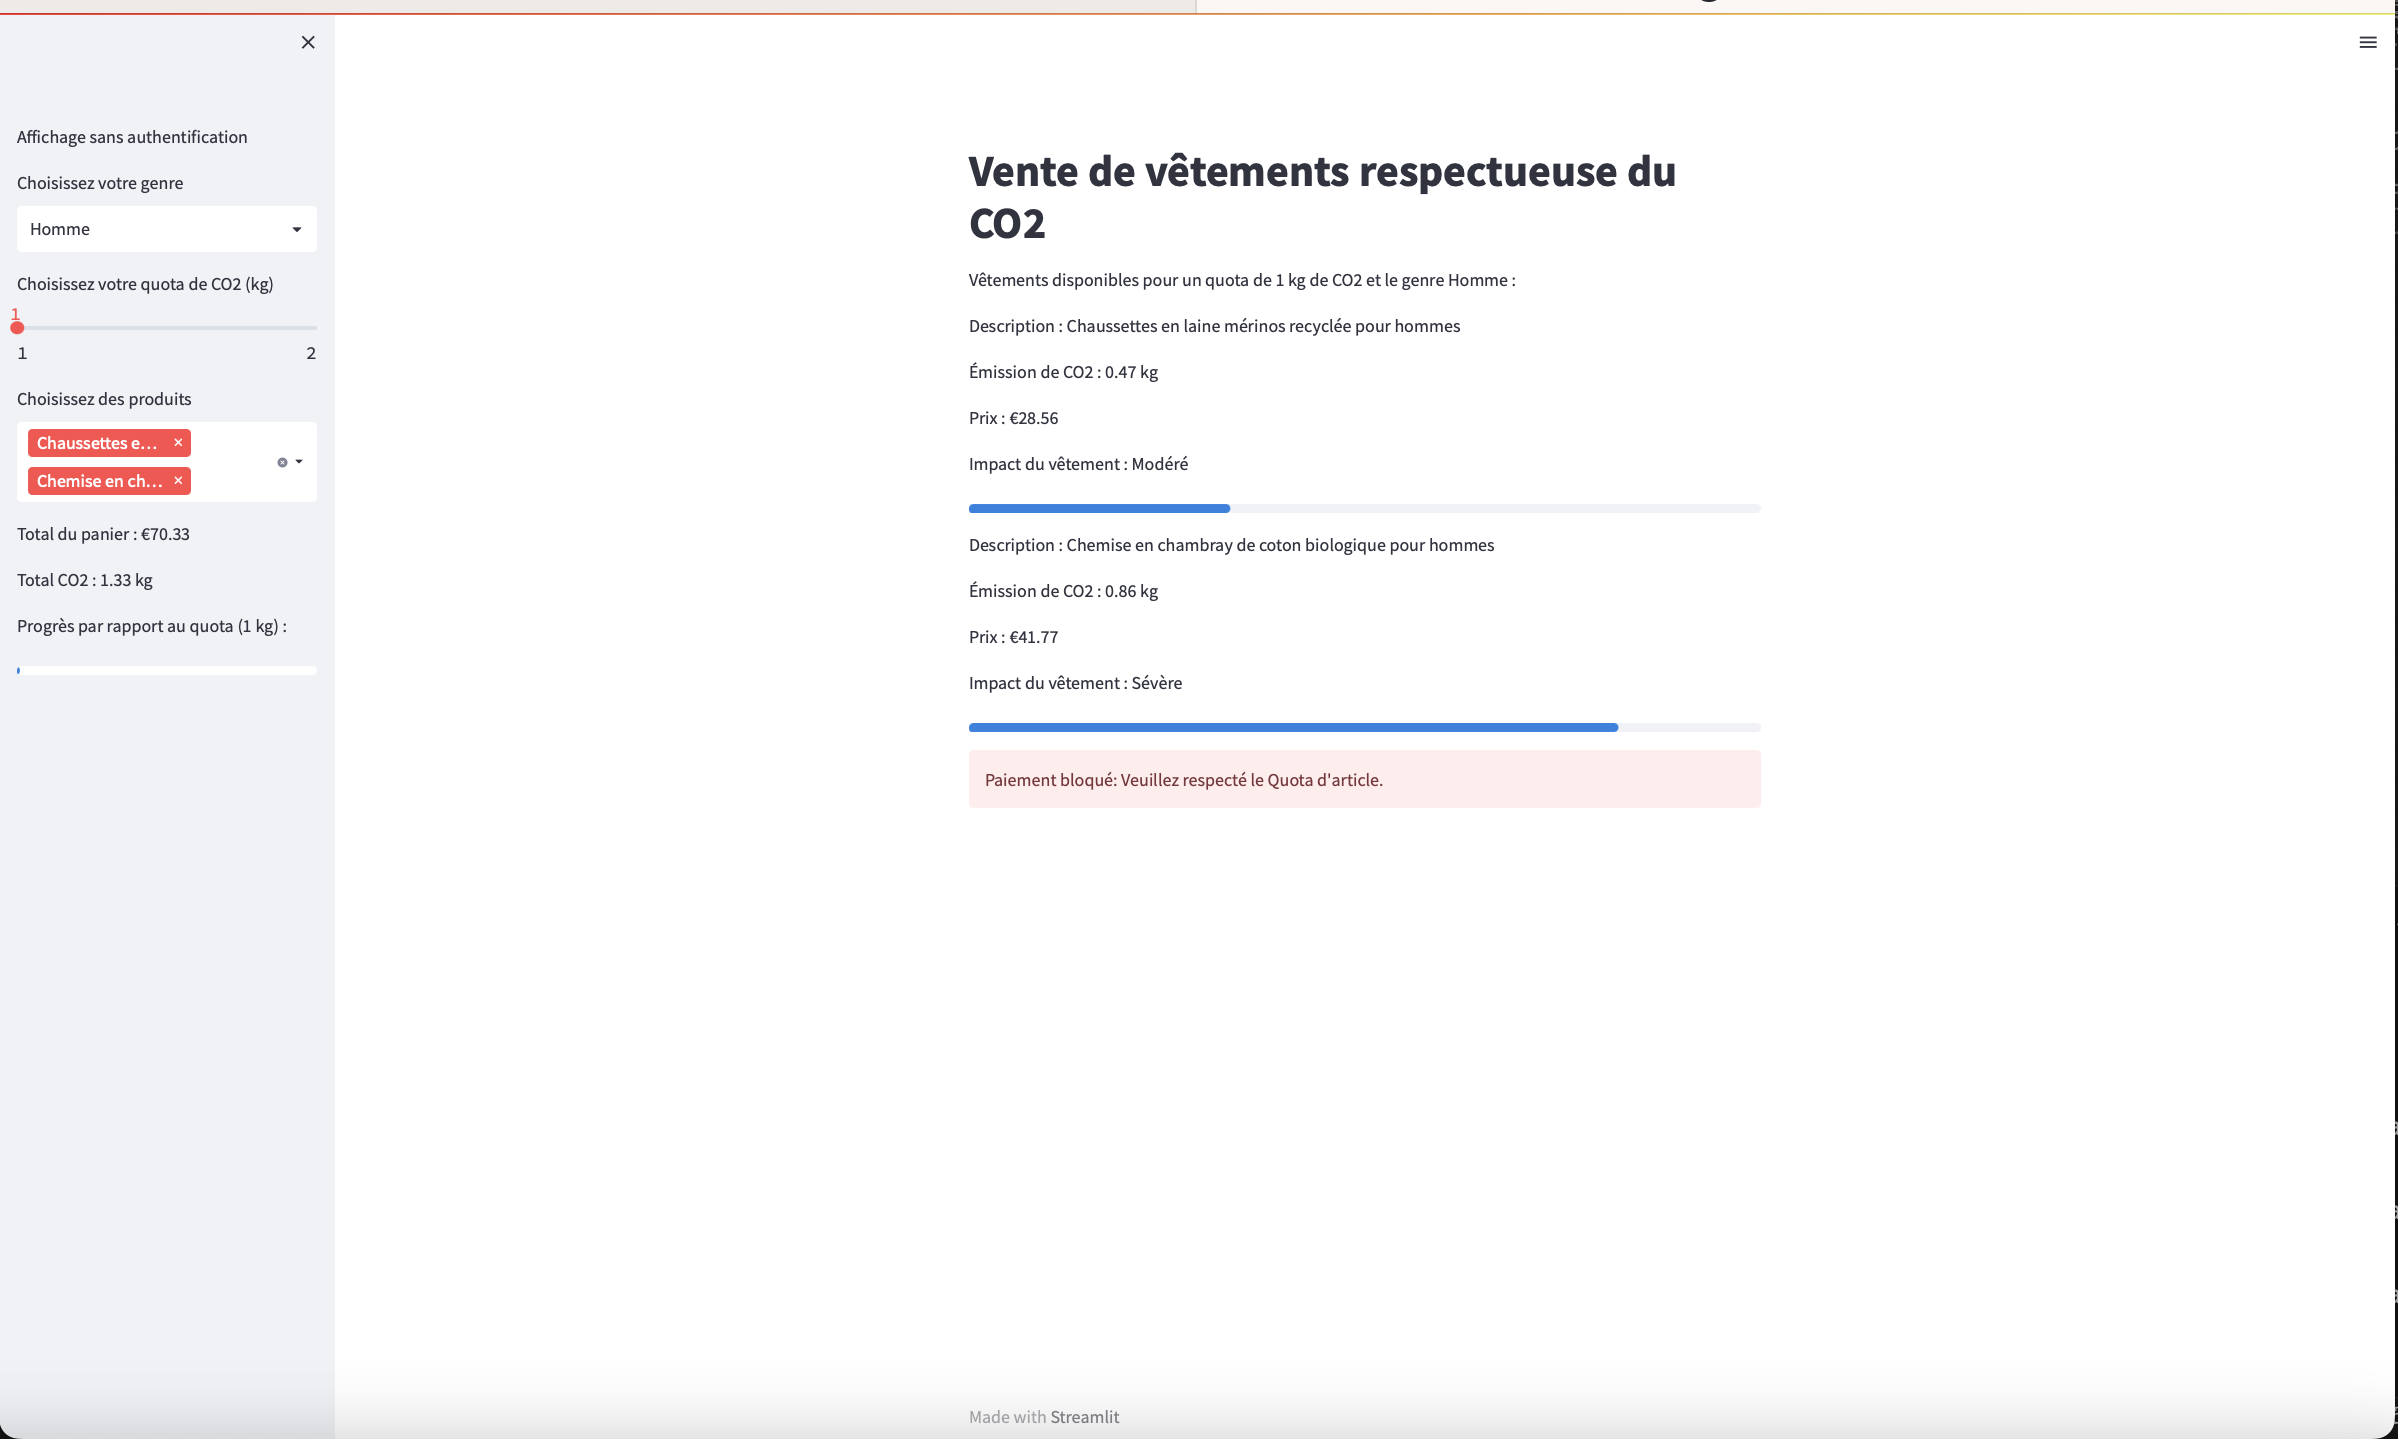 Affichage sans authentification
Choisissez votre genre
Homme
Choisissez votre quota de CO2 (kg)
1
1 2
Choisissez des produits
Chaussettes e... ×
Chemise en ch... ×
Total du panier : €70.33
Total CO2 : 1.33 kg
Progrès par rapport au quota (1 kg) :
Vente de vêtements respectueuse du
CO2
Vêtements disponibles pour un quota de 1 kg de CO2 et le genre Homme :
Description : Chaussettes en laine mérinos recyclée pour hommes
Émission de CO2 : 0.47 kg
Prix : €28.56
Impact du vêtement : Modéré
Description : Chemise en chambray de coton biologique pour hommes
Émission de CO2 : 0.86 kg
Prix : €41.77
Impact du vêtement : Sévère
Paiement bloqué: Veuillez respecté le Quota d'article.
Made with Streamlit